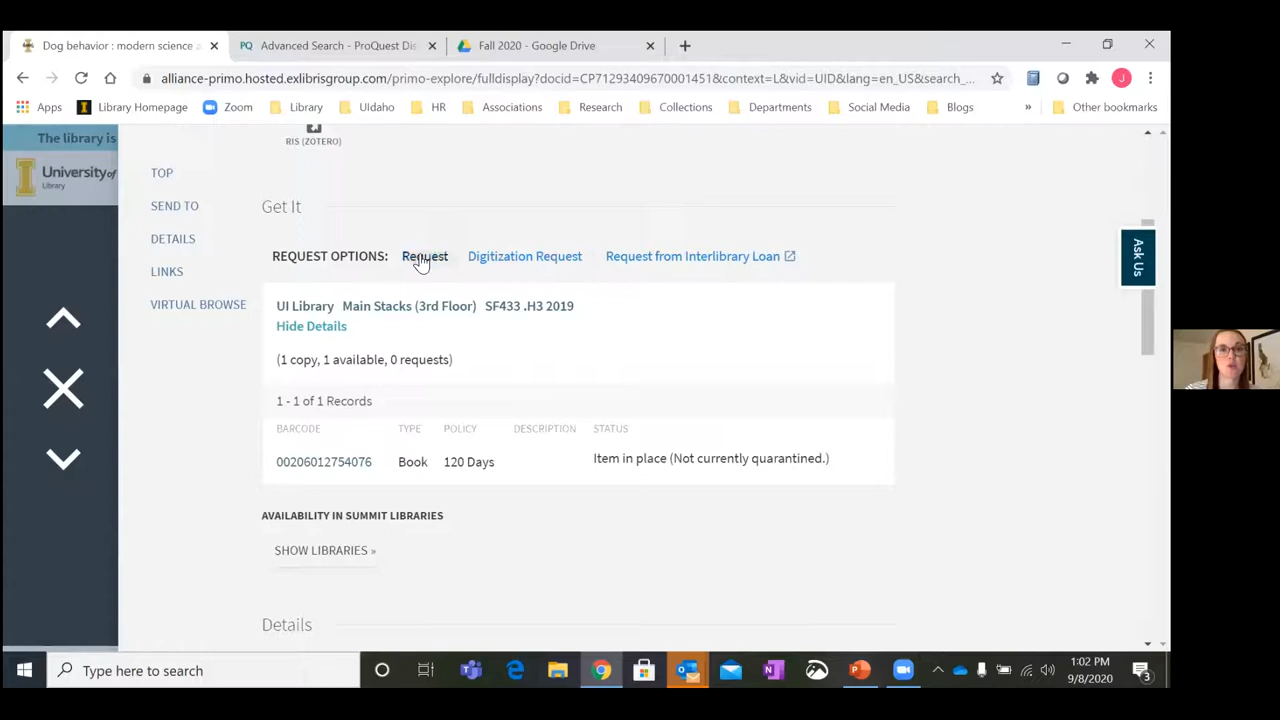 Dog behavior : modern science a
PQ Advanced Search - ProQuest Dis
Fall 2020 - Google Drive
alliance-primo.hosted.exlibrisgroup.com/primo-explore/fulldisplay?docid=CP71293409670001451&context=L&vid=UID&lang=en_US&search_...
J
Apps
Library Homepage
Zoom
Library
UIdaho
HR
Associations
Research
Collections
Departments
Social Media
Blogs
»
Other bookmarks
The library is
I University of
Library
RIS (ZOTERO)
TOP
SEND TO
DETAILS
LINKS
VIRTUAL BROWSE
Get It
REQUEST OPTIONS: Request Digitization Request Request from Interlibrary Loan
UI Library Main Stacks (3rd Floor) SF433 .H3 2019
Hide Details
(1 copy, 1 available, 0 requests)
1 - 1 of 1 Records
BARCODE TYPE POLICY DESCRIPTION STATUS
00206012754076 Book 120 Days Item in place (Not currently quarantined.)
AVAILABILITY IN SUMMIT LIBRARIES
SHOW LIBRARIES »
Details
Ask Us
Type here to search
1:02 PM
9/8/2020
3